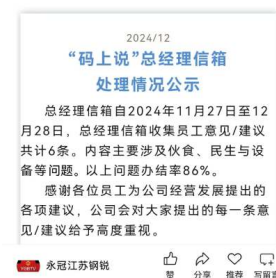 2024/12
“码上说”总经理信箱
处理情况公示
总经理信箱自2024年11月27日至12
月28日，总经理信箱收集员工意见/建议
共计6条。内容主要涉及伙食、民生与设
备等问题。以上问题办结率86%。
感谢各位员工为公司经营发展提出的
各项建议，公司会对大家提出的每一条意
见/建议给予高度重视。
永冠江苏钢锐
赞 分享 推荐 写留言